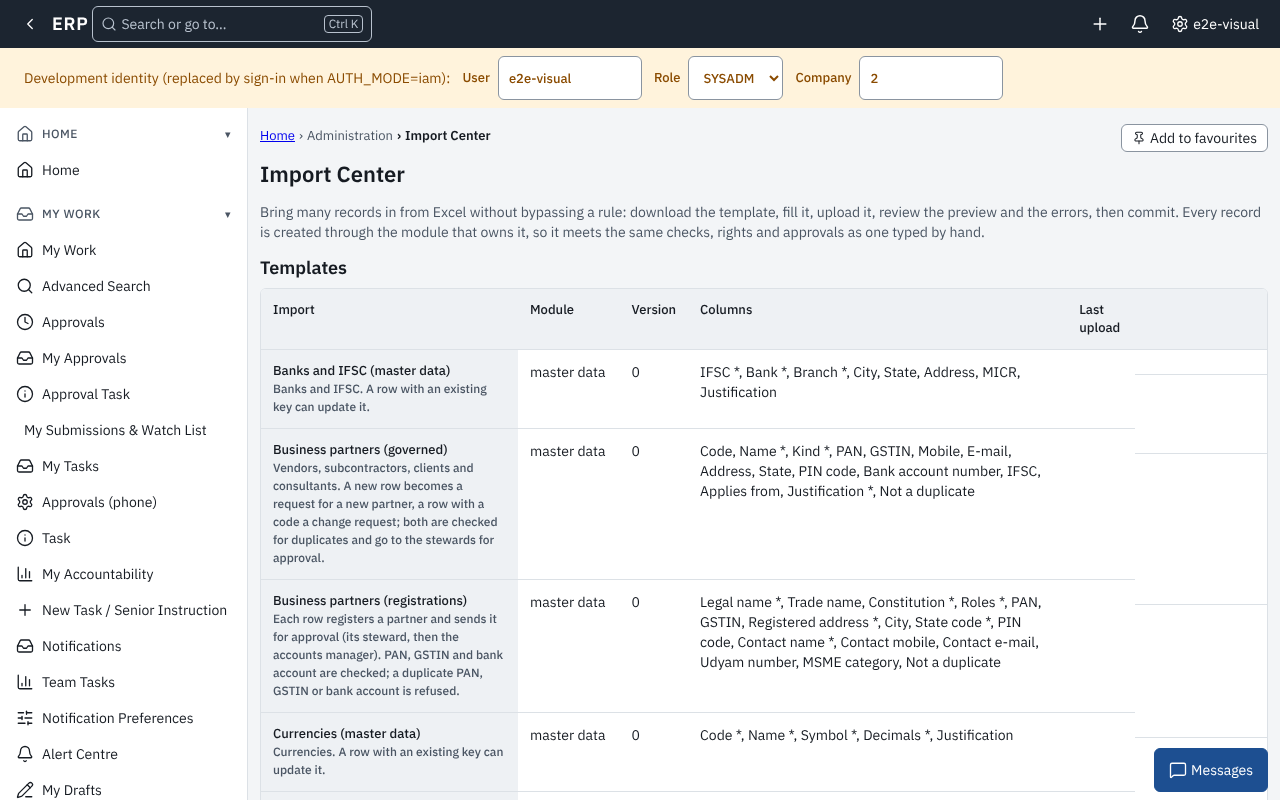 ERP
Search or go to...
Ctrl K
e2e-visual
Development identity (replaced by sign-in when AUTH_MODE=iam):
User
e2e-visual
Role
SYSADM
Company
2
HOME
Home
MY WORK
My Work
Advanced Search
Approvals
My Approvals
Approval Task
My Submissions & Watch List
My Tasks
Approvals (phone)
Task
My Accountability
New Task / Senior Instruction
Notifications
Team Tasks
Notification Preferences
Alert Centre
My Drafts
Home › Administration › Import Center
Add to favourites
Import Center
Bring many records in from Excel without bypassing a rule: download the template, fill it, upload it, review the preview and the errors, then commit. Every record
is created through the module that owns it, so it meets the same checks, rights and approvals as one typed by hand.
Templates
Import
Module
Version
Columns
Last
upload
Banks and IFSC (master data)
Banks and IFSC. A row with an existing
key can update it.
master data
0
IFSC *, Bank *, Branch *, City, State, Address, MICR,
Justification
Business partners (governed)
Vendors, subcontractors, clients and
consultants. A new row becomes a
request for a new partner, a row with a
code a change request; both are checked
for duplicates and go to the stewards for
approval.
master data
0
Code, Name *, Kind *, PAN, GSTIN, Mobile, E-mail,
Address, State, PIN code, Bank account number, IFSC,
Applies from, Justification *, Not a duplicate
Business partners (registrations)
Each row registers a partner and sends it
for approval (its steward, then the
accounts manager). PAN, GSTIN and bank
account are checked; a duplicate PAN,
GSTIN or bank account is refused.
master data
0
Legal name *, Trade name, Constitution *, Roles *, PAN,
GSTIN, Registered address *, City, State code *, PIN
code, Contact name *, Contact mobile, Contact e-mail,
Udyam number, MSME category, Not a duplicate
Currencies (master data)
Currencies. A row with an existing key can
update it.
master data
0
Code *, Name *, Symbol *, Decimals *, Justification
Messages